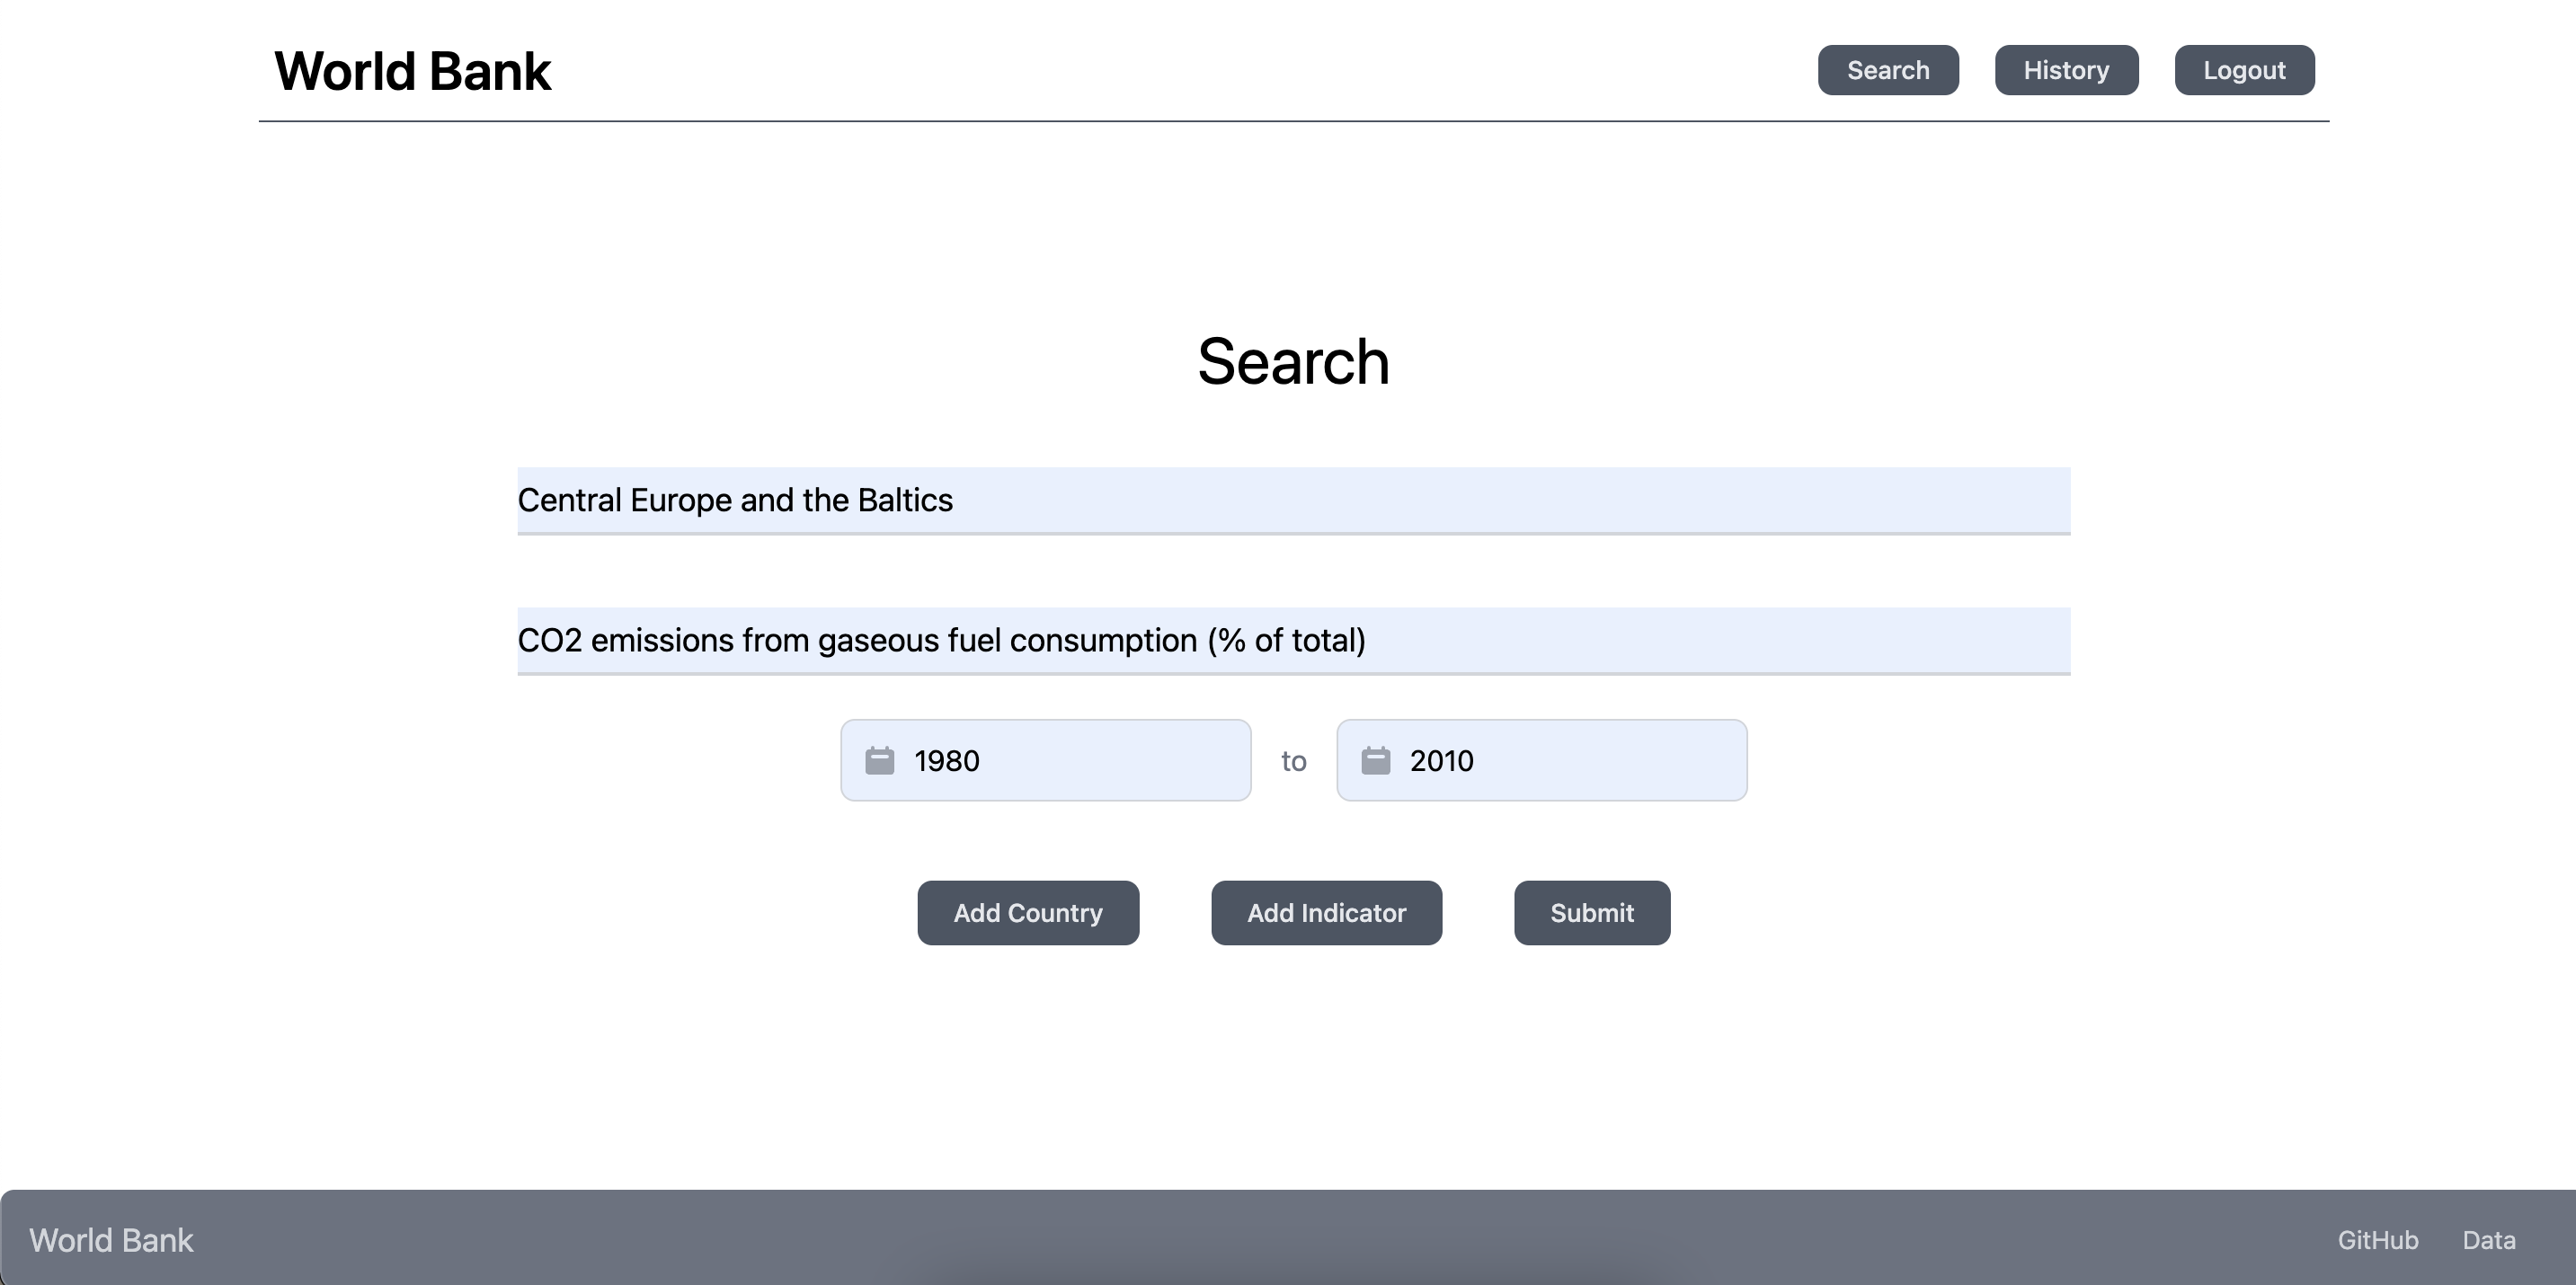 World Bank
Search History Logout
Search
Central Europe and the Baltics
CO2 emissions from gaseous fuel consumption (% of total)
1980 to 2010
Add Country Add Indicator Submit
World Bank
GitHub Data